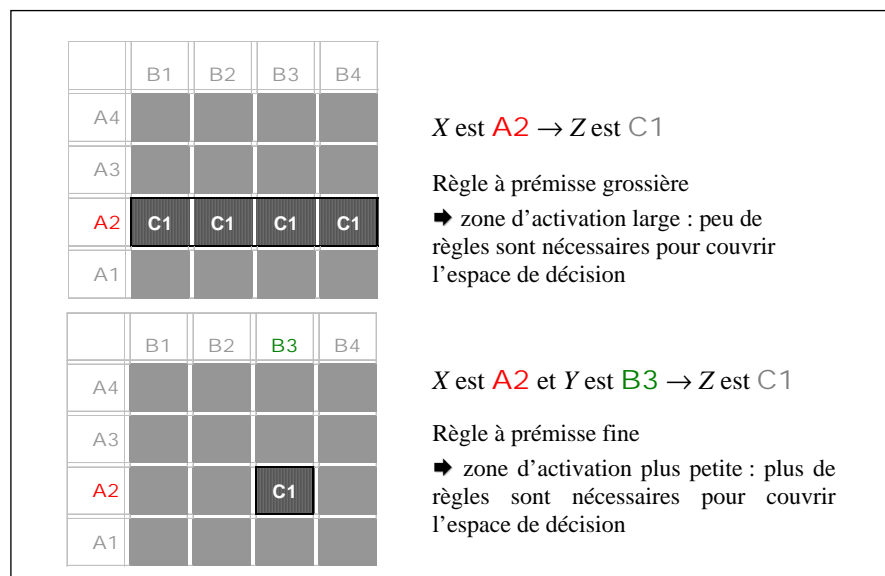 B1 B2 B3 B4
A4
A3
A2 C1 C1 C1 C1
A1
X est A2 → Z est C1
Règle à prémisse grossière
➨ zone d’activation large : peu de
règles sont nécessaires pour couvrir
l’espace de décision
B1 B2 B3 B4
A4
A3
A2 C1
A1
X est A2 et Y est B3 → Z est C1
Règle à prémisse fine
➨ zone d’activation plus petite : plus de
règles sont nécessaires pour couvrir
l’espace de décision